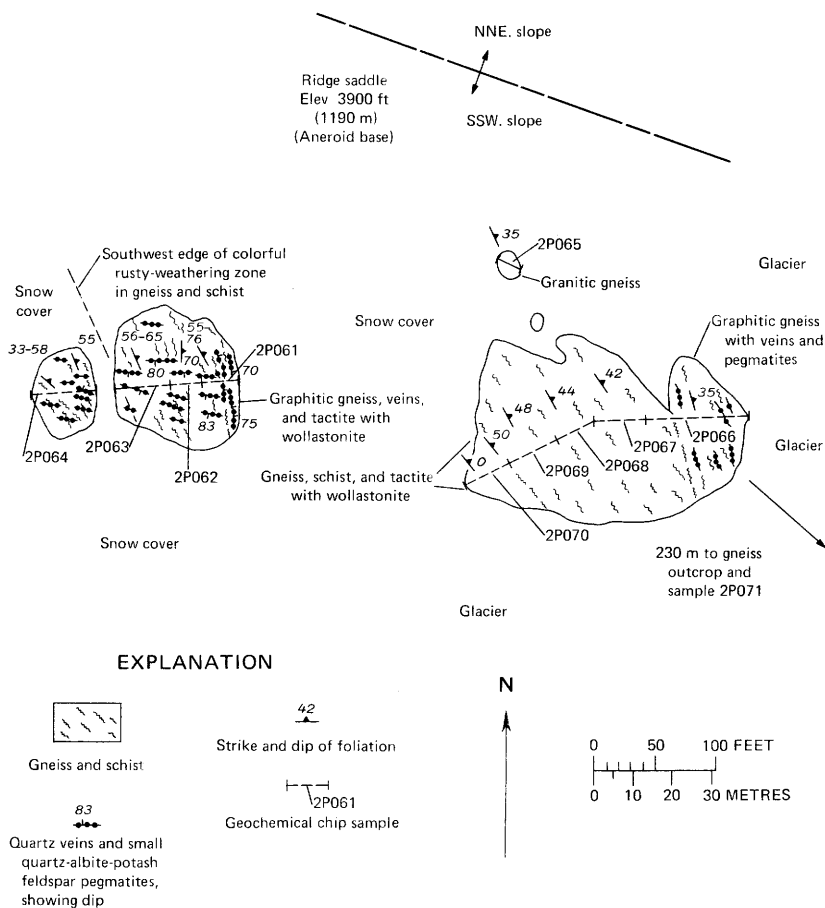 NNE. slope
Ridge saddle
Elev 3900 ft
(1190 m)
(Aneroid base)
SSW. slope
35
2P065
Granitic gneiss
Glacier
Southwest edge of colorful
rusty-weathering zone
in gneiss and schist
Snow
cover
Snow cover
Graphitic gneiss
with veins and
pegmatites
33-58
55
56-65
55
76
70
80
83
2P061
70
75
Graphitic gneiss, veins,
and tactite with
wollastonite
2P064
2P063
2P062
42
44
48
50
0
35
2P066
2P067
2P068
2P069
2P070
Glacier
Gneiss, schist, and tactite
with wollastonite
Snow cover
230 m to gneiss
outcrop and
sample 2P071
Glacier
EXPLANATION
Gneiss and schist
42
Strike and dip of foliation
2P061
Geochemical chip sample
83
Quartz veins and small
quartz-albite-potash
feldspar pegmatites,
showing dip
N
0 50 100 FEET
0 10 20 30 METRES